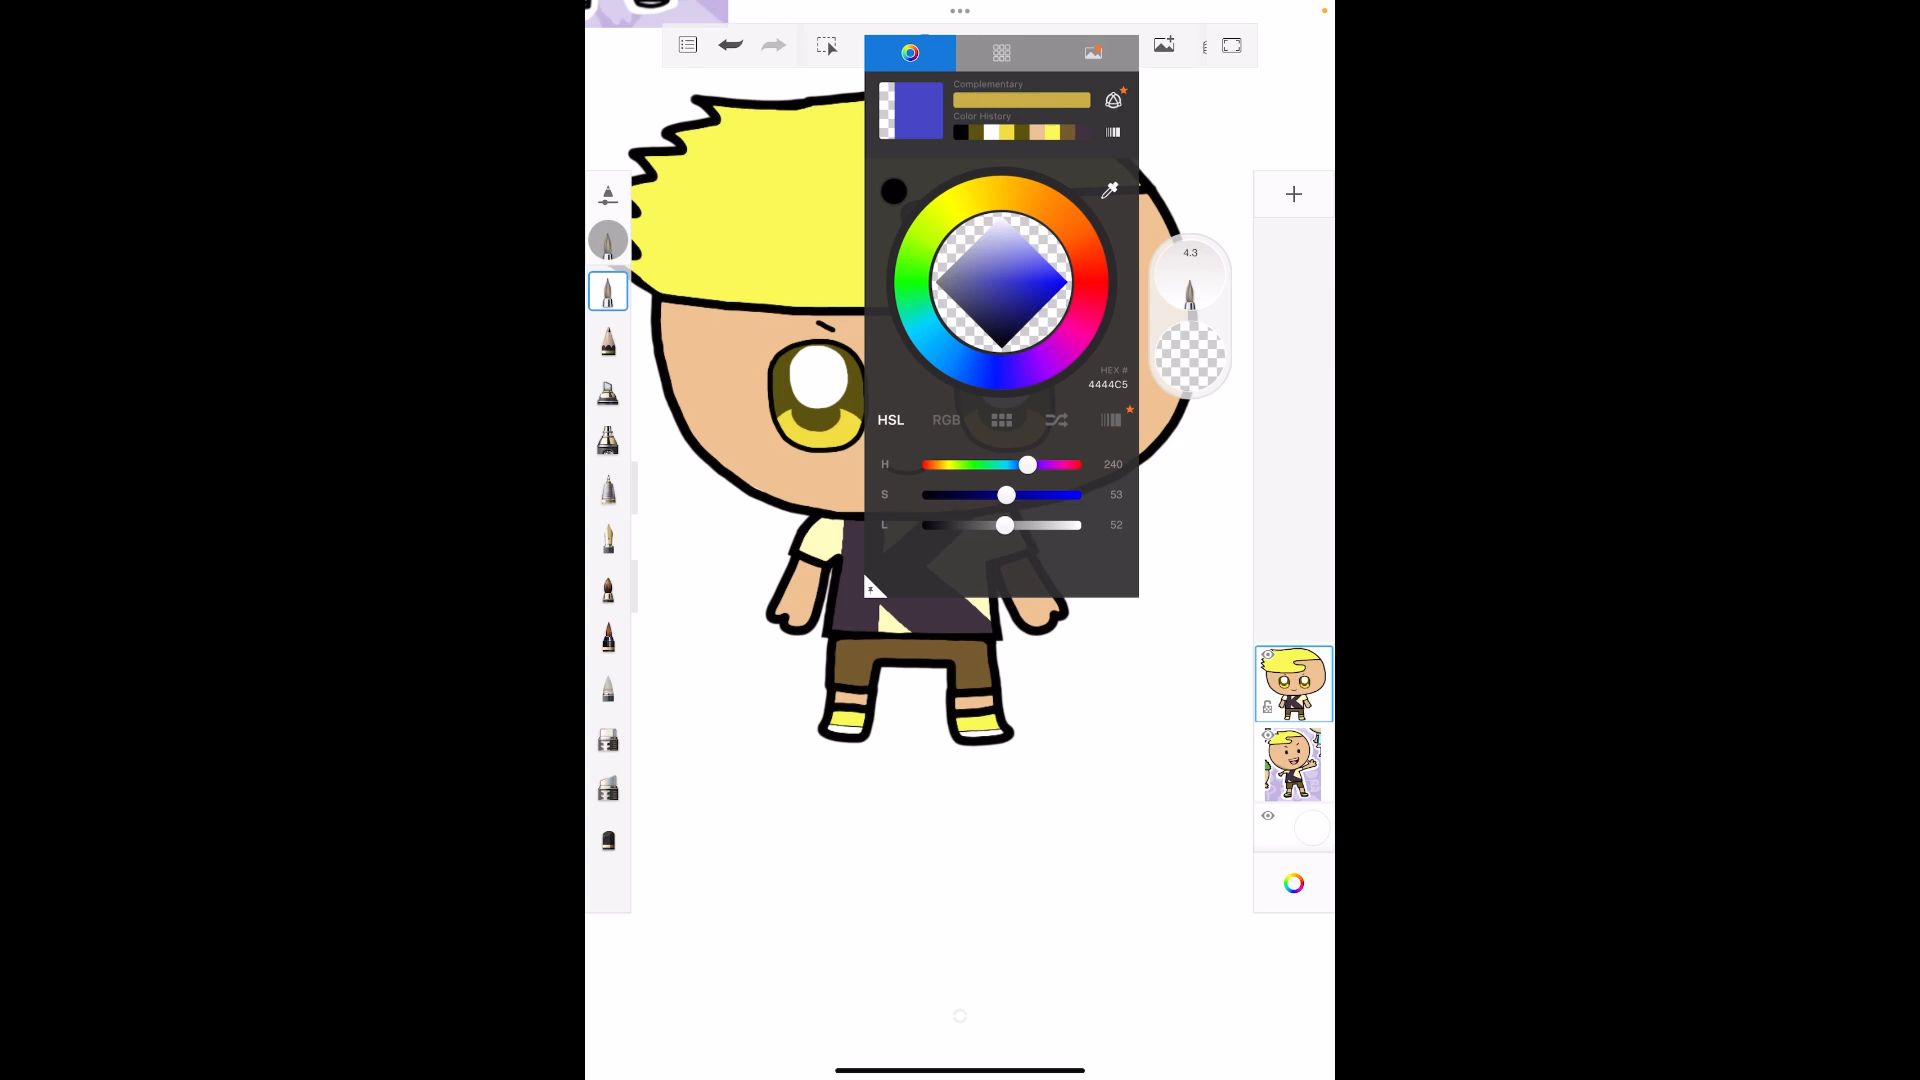 Complementary
Color History
4.3
HEX #
4444C5
HSL RGB
H 240
S 53
L 52